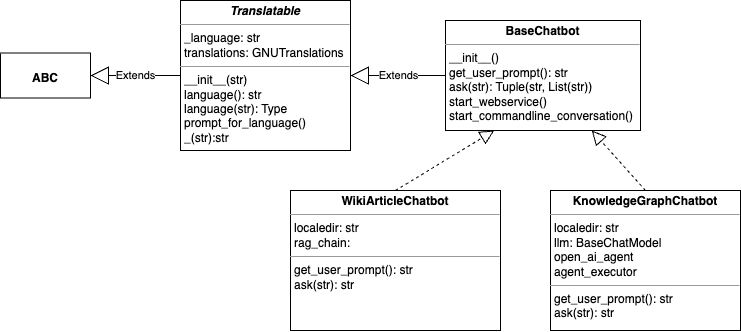 Translatable
_language: str
translations: GNUTranslations
__init__(str)
language(): str
language(str): Type
prompt_for_language()
_(str):str
ABC
Extends
Extends
BaseChatbot
__init__()
get_user_prompt(): str
ask(str): Tuple(str, List(str))
start_webservice()
start_commandline_conversation()
WikiArticleChatbot
localedir: str
rag_chain:
get_user_prompt(): str
ask(str): str
KnowledgeGraphChatbot
localedir: str
llm: BaseChatModel
open_ai_agent
agent_executor
get_user_prompt(): str
ask(str): str